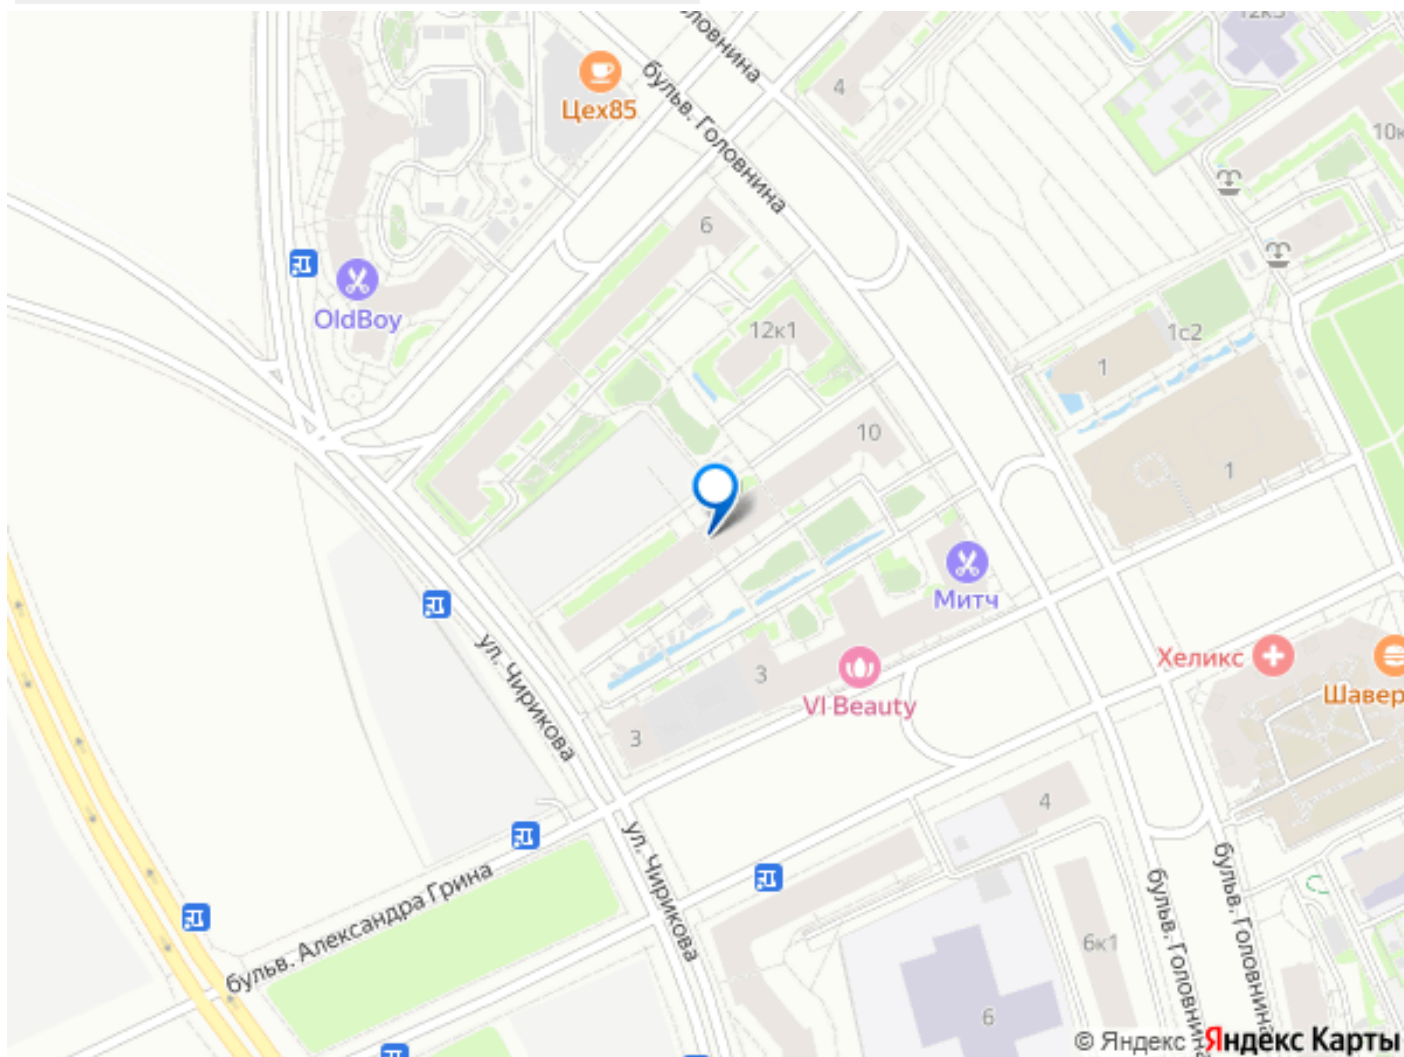 ловнина
12к3
бульв. Головнина
4
Цех85
10к
6
OldBoy
12к1
1с2
1
10
1
Митч
ул. Чирикова
Хеликс
Шавер
3
VI Beauty
3
4
ул. Чирикова
бульв. Александра Грина
бульв. Головнина
бульв. Головнина
6к1
6
© Яндекс Яндекс Карты